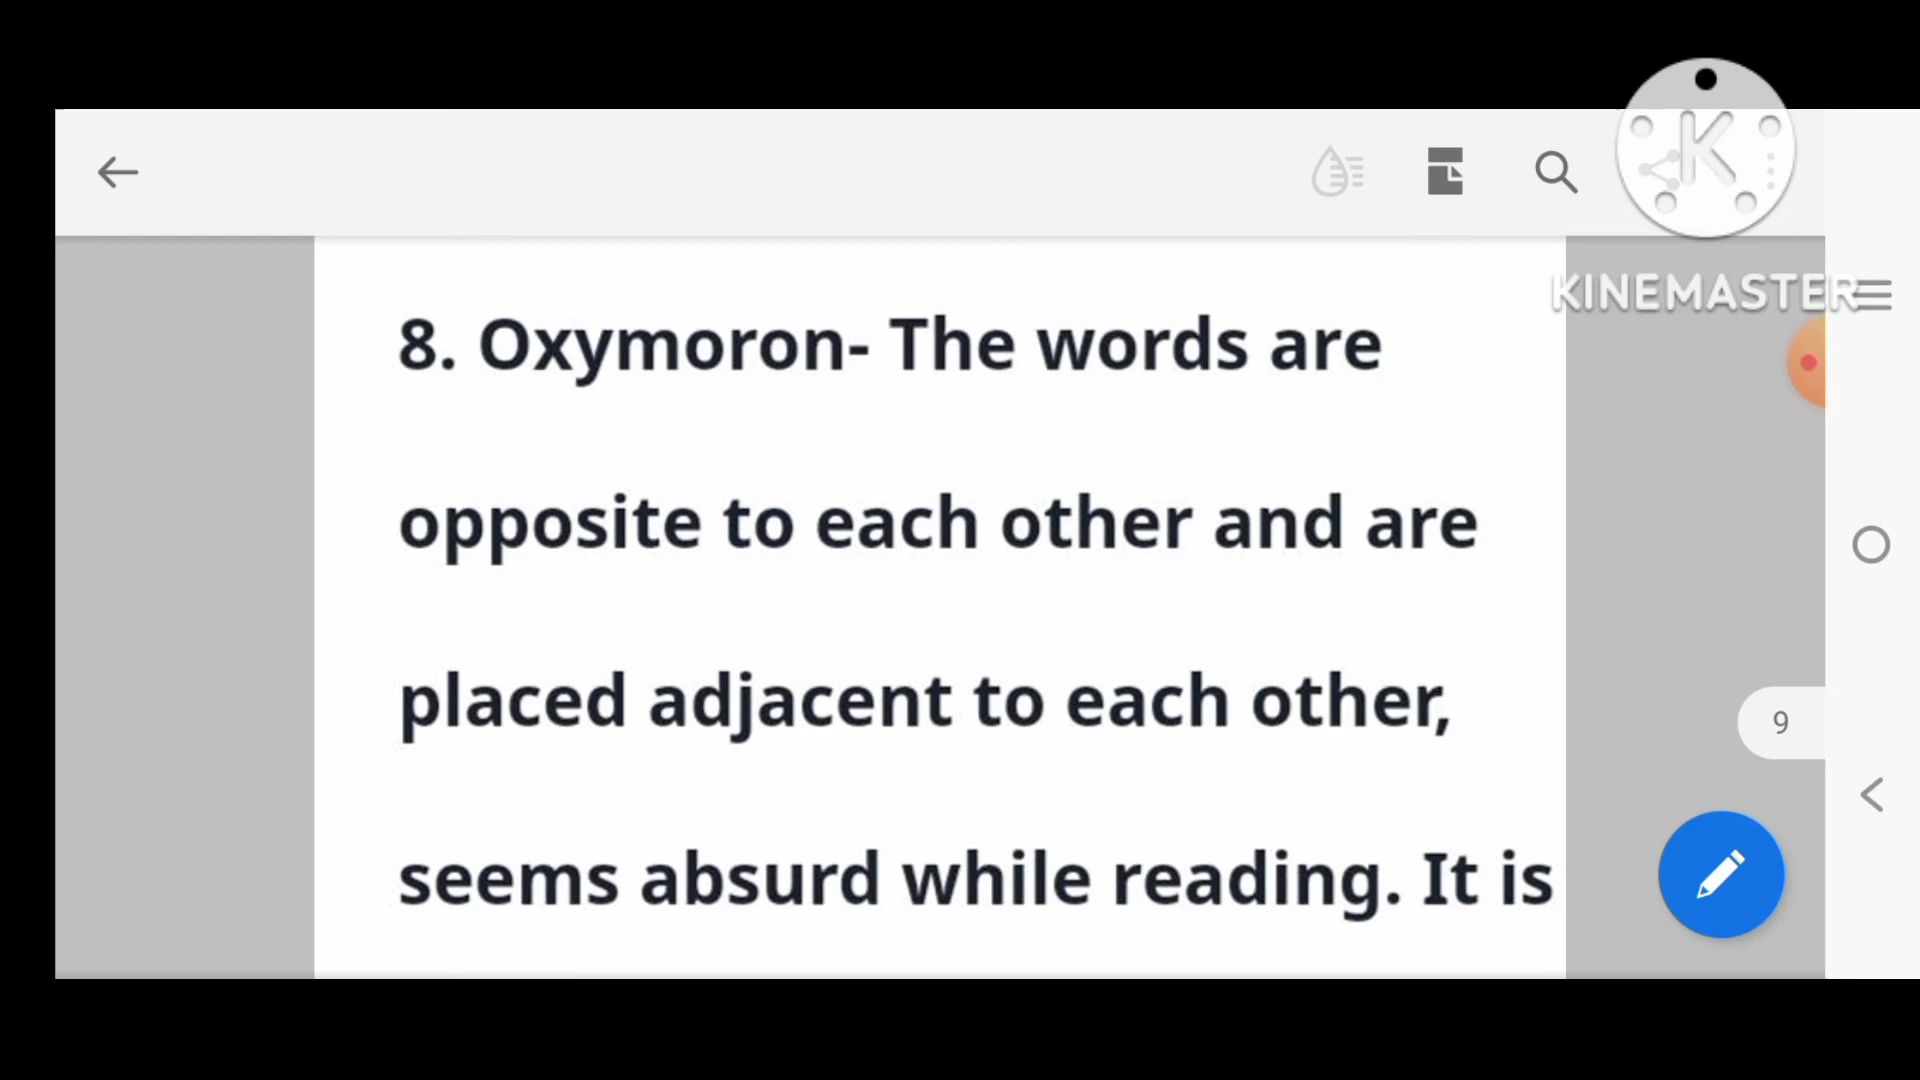 K
KINEMASTER
8. Oxymoron- The words are
opposite to each other and are
placed adjacent to each other,
seems absurd while reading. It is
9